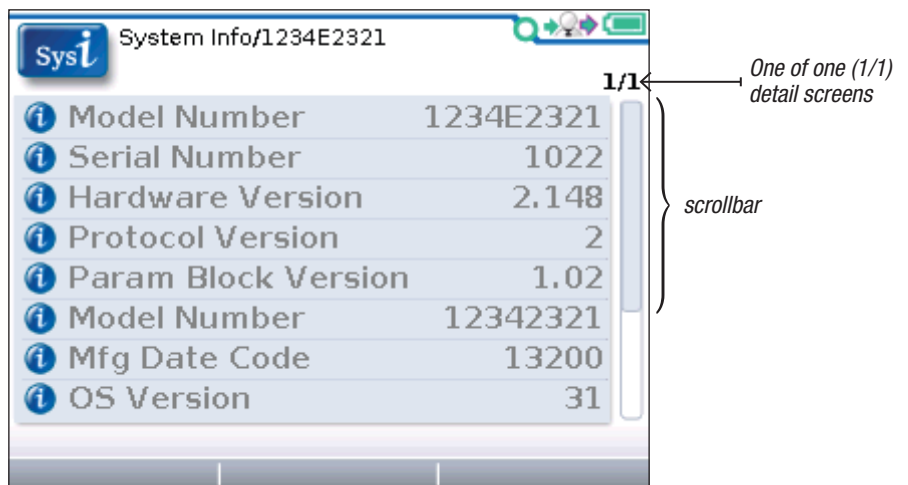 Sysi
System Info/1234E2321
1/1
One of one (1/1)
detail screens
Model Number 1234E2321
Serial Number 1022
Hardware Version 2.148
Protocol Version 2
Param Block Version 1.02
Model Number 12342321
Mfg Date Code 13200
OS Version 31
scrollbar